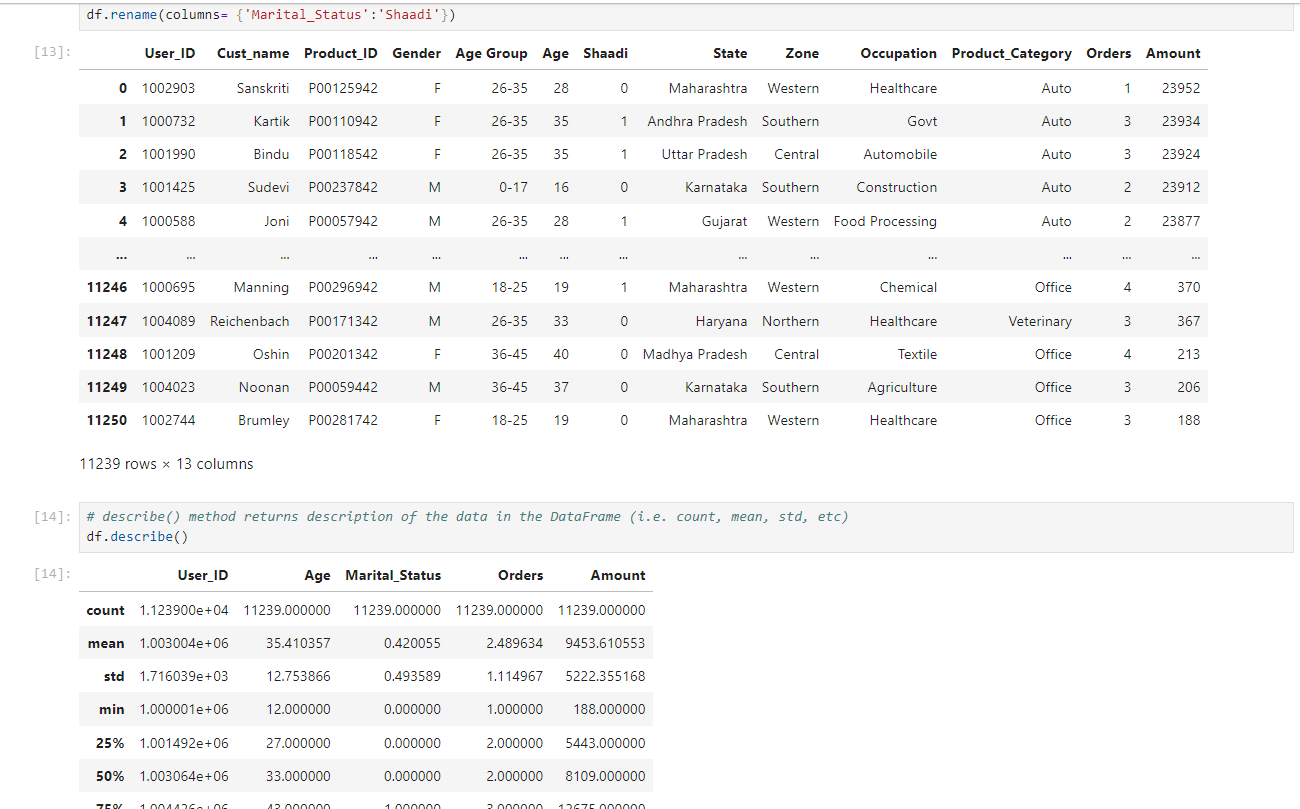 df.rename(columns= {'Marital_Status':'Shaadi'})
[13]:
User_ID Cust_name Product_ID Gender Age Group Age Shaadi State Zone Occupation Product_Category Orders Amount
0 1002903 Sanskriti P00125942 F 26-35 28 0 Maharashtra Western Healthcare Auto 1 23952
1 1000732 Kartik P00110942 F 26-35 35 1 Andhra Pradesh Southern Govt Auto 3 23934
2 1001990 Bindu P00118542 F 26-35 35 1 Uttar Pradesh Central Automobile Auto 3 23924
3 1001425 Sudevi P00237842 M 0-17 16 0 Karnataka Southern Construction Auto 2 23912
4 1000588 Joni P00057942 M 26-35 28 1 Gujarat Western Food Processing Auto 2 23877
... ... ... ... ... ... ... ... ... ... ... ... ... ...
11246 1000695 Manning P00296942 M 18-25 19 1 Maharashtra Western Chemical Office 4 370
11247 1004089 Reichenbach P00171342 M 26-35 33 0 Haryana Northern Healthcare Veterinary 3 367
11248 1001209 Oshin P00201342 F 36-45 40 0 Madhya Pradesh Central Textile Office 4 213
11249 1004023 Noonan P00059442 M 36-45 37 0 Karnataka Southern Agriculture Office 3 206
11250 1002744 Brumley P00281742 F 18-25 19 0 Maharashtra Western Healthcare Office 3 188
11239 rows × 13 columns
[14]:
# describe() method returns description of the data in the DataFrame (i.e. count, mean, std, etc)
df.describe()
[14]:
User_ID Age Marital_Status Orders Amount
count 1.123900e+04 11239.000000 11239.000000 11239.000000 11239.000000
mean 1.003004e+06 35.410357 0.420055 2.489634 9453.610553
std 1.716039e+03 12.753866 0.493589 1.114967 5222.355168
min 1.000001e+06 12.000000 0.000000 1.000000 188.000000
25% 1.001492e+06 27.000000 0.000000 2.000000 5443.000000
50% 1.003064e+06 33.000000 0.000000 2.000000 8109.000000
75% 1.004426e+06 43.000000 1.000000 3.000000 12675.000000